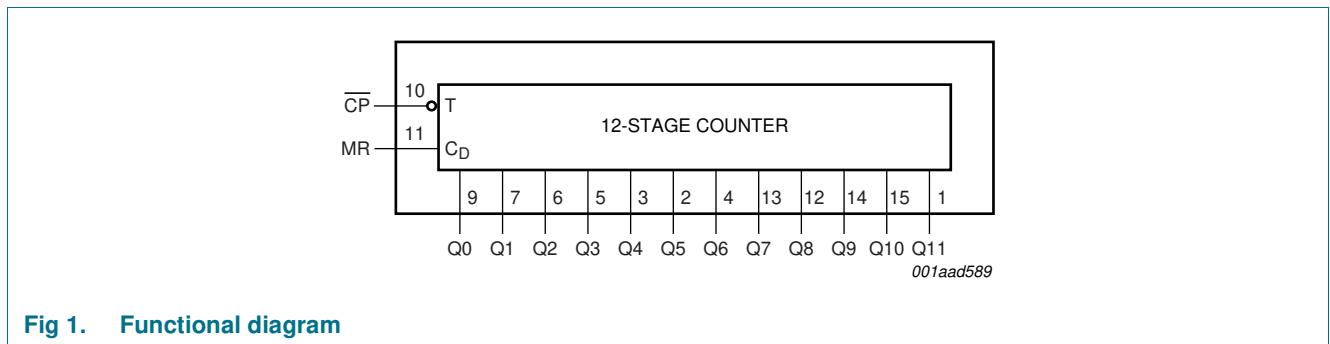 10
C̅P̅ T
12-STAGE COUNTER
11
MR CD
9 7 6 5 3 2 4 13 12 14 15 1
Q0 Q1 Q2 Q3 Q4 Q5 Q6 Q7 Q8 Q9 Q10 Q11
001aad589
Fig 1. Functional diagram